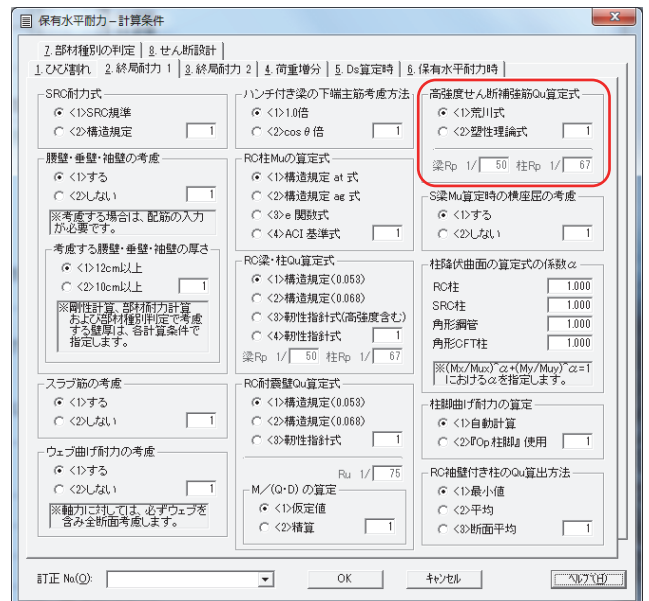 保有水平耐力－計算条件
7.部材種別の判定
8.せん断設計
1.ひび割れ
2.終局耐力 1
3.終局耐力 2
4.荷重増分
5.Ds算定時
6.保有水平耐力時
SRC耐力式
<1>SRC規準
<2>構造規定
1
腰壁・垂壁・袖壁の考慮
<1>する
<2>しない
1
※考慮する場合は、配筋の入力
が必要です。
考慮する腰壁・垂壁・袖壁の厚さ
<1>12cm以上
<2>10cm以上
1
※剛性計算、部材耐力計算
および部材種別判定で考慮
する壁厚は、各計算条件で
指定します。
スラブ筋の考慮
<1>する
<2>しない
1
ウェブ曲げ耐力の考慮
<1>する
<2>しない
1
※軸力に対しては、必ずウェブを
含み全断面考慮します。
ハンチ付き梁の下端主筋考慮方法
<1>1.0倍
<2>cosθ倍
1
RC柱Muの算定式
<1>構造規定 at 式
<2>構造規定 ag 式
<3>e 関数式
<4>ACI 基準式
1
RC梁・柱Qu算定式
<1>構造規定(0.053)
<2>構造規定(0.068)
<3>靭性指針式(高強度含む)
<4>靭性指針式
1
梁Rp 1/ 50 柱Rp 1/ 67
RC耐震壁Qu算定式
<1>構造規定(0.053)
<2>構造規定(0.068)
<3>靭性指針式
1
Ru 1/ 75
M／(Q・D) の算定
<1>仮定値
<2>精算
1
高強度せん断補強筋Qu算定式
<1>荒川式
<2>塑性理論式
1
梁Rp 1/ 50 柱Rp 1/ 67
S梁Mu算定時の横座屈の考慮
<1>する
<2>しない
1
柱降伏曲面の算定式の係数α
RC柱 1.000
SRC柱 1.000
角形鋼管 1.000
角形CFT柱 1.000
※(Mx/Mux)^α+(My/Muy)^α=1
におけるαを指定します。
柱脚曲げ耐力の算定
<1>自動計算
<2>『Op.柱脚』使用
1
RC袖壁付き柱のQu算出方法
<1>最小値
<2>平均
<3>断面平均
1
訂正 No(O):
OK
キャンセル
ヘルプ(H)